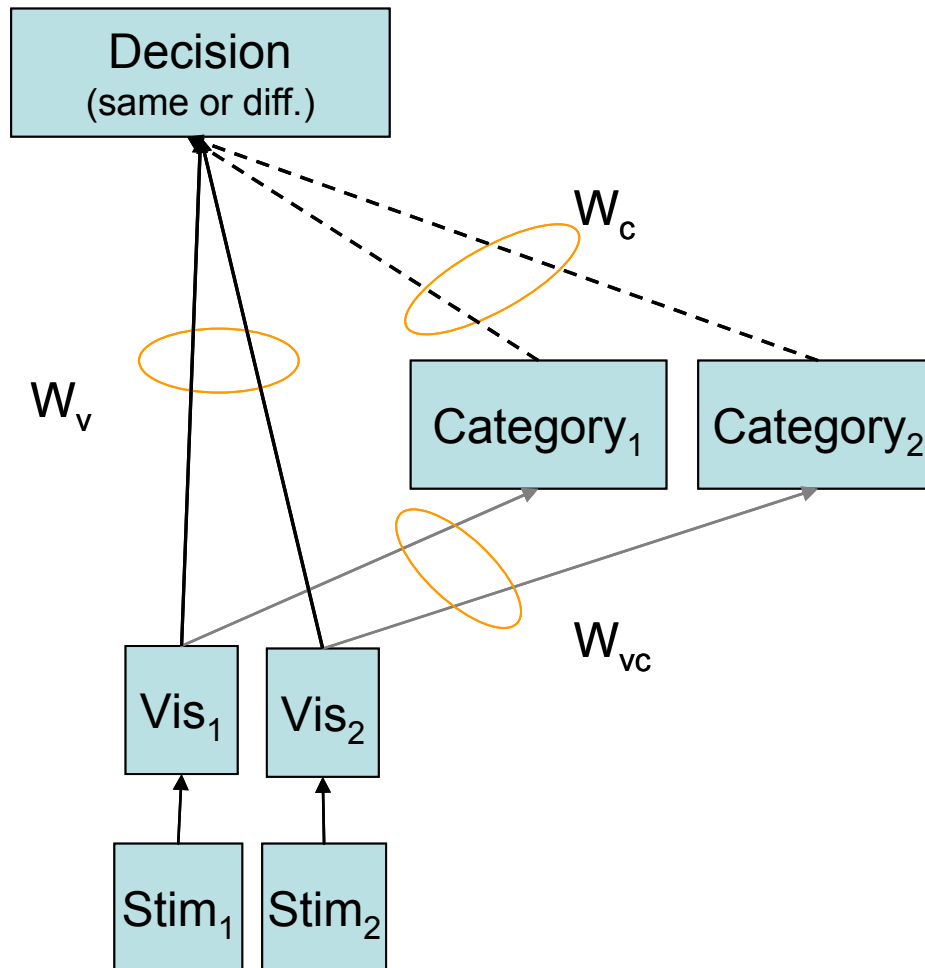 Decision
(same or diff.)
W_c
W_v
Category_1
Category_2
W_vc
Vis_1
Vis_2
Stim_1
Stim_2